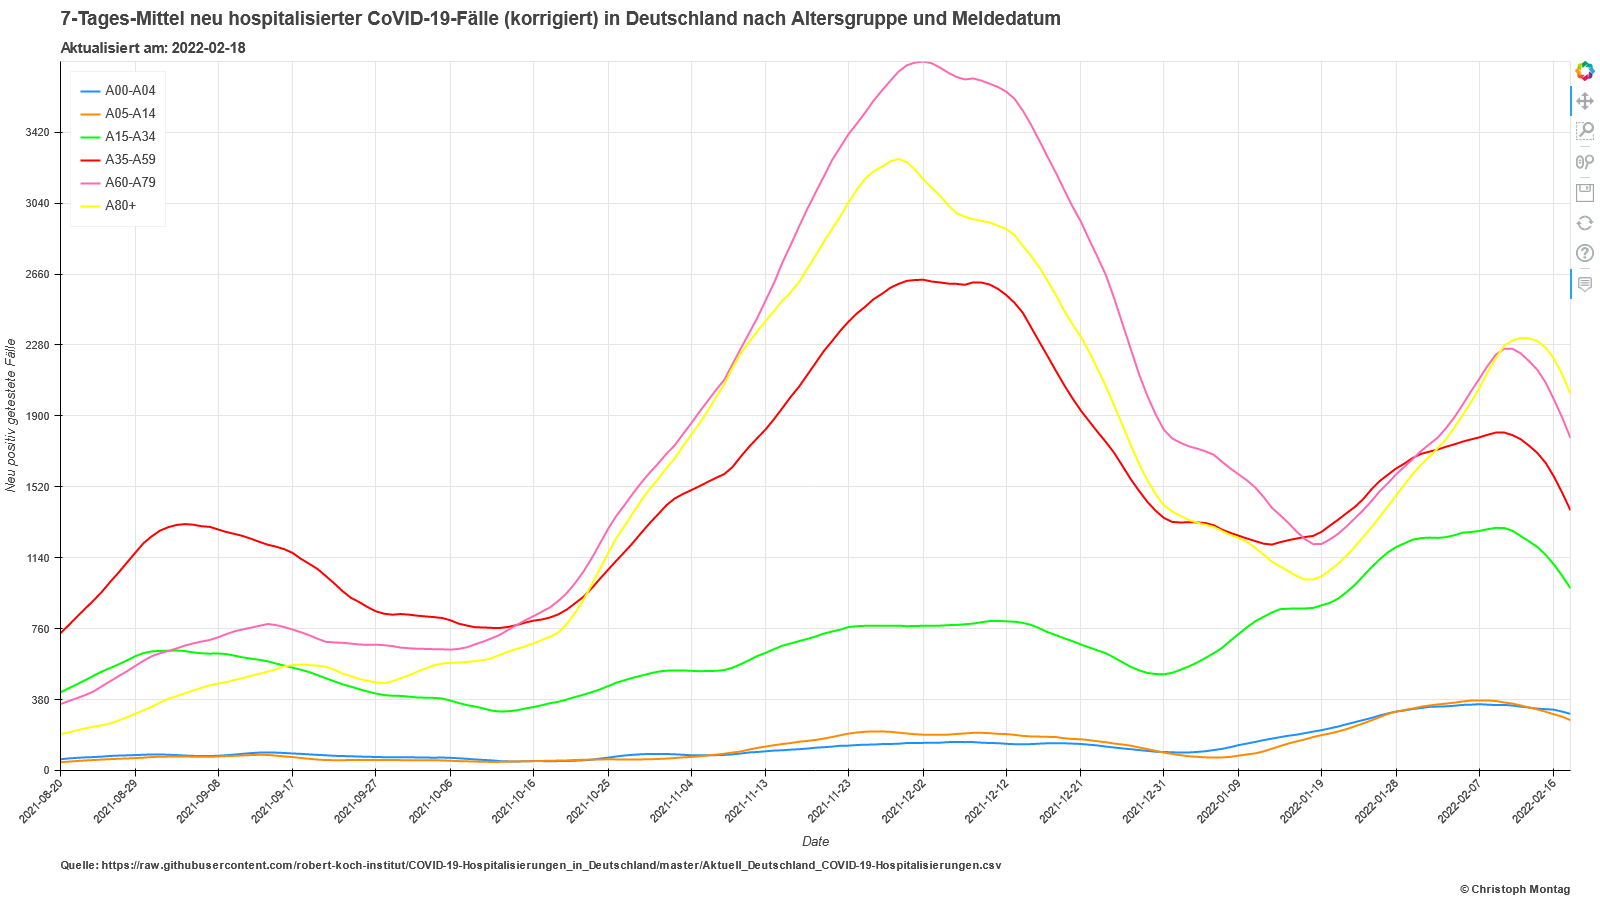 7-Tages-Mittel neu hospitalisierter CoVID-19-Fälle (korrigiert) in Deutschland nach Altersgruppe und Meldedatum
Aktualisiert am: 2022-02-18
A00-A04
A05-A14
A15-A34
A35-A59
A60-A79
A80+
Neu positiv getestete Fälle
3420
3040
2660
2280
1900
1520
1140
760
380
0
2021-08-20
2021-08-29
2021-09-08
2021-09-17
2021-09-27
2021-10-06
2021-10-16
2021-10-25
2021-11-04
2021-11-13
2021-11-23
2021-12-02
2021-12-12
2021-12-21
2021-12-31
2022-01-09
2022-01-19
2022-01-28
2022-02-07
2022-02-16
Date
Quelle: https://raw.githubusercontent.com/robert-koch-institut/COVID-19-Hospitalisierungen_in_Deutschland/master/Aktuell_Deutschland_COVID-19-Hospitalisierungen.csv
© Christoph Montag